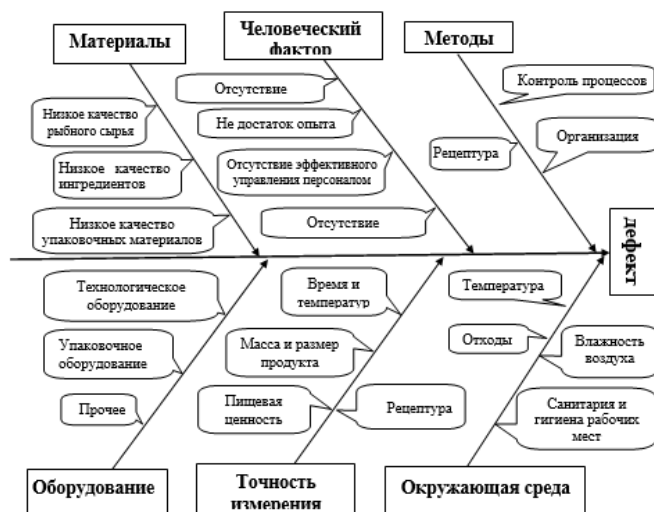 Материалы
Человеческий
фактор
Методы
Отсутствие
Контроль процессов
Низкое качество
рыбного сырья
Не достаток опыта
Организация
Рецептура
Низкое качество
ингредиентов
Отсутствие эффективного
управления персоналом
Низкое качество
упаковочных материалов
Отсутствие
дефект
Технологическое
оборудование
Время и
температур
Температура
Упаковочное
оборудование
Масса и размер
продукта
Отходы
Влажность
воздуха
Прочее
Пищевая
ценность
Рецептура
Санитария и
гигиена рабочих
мест
Оборудование
Точность
измерения
Окружающая среда